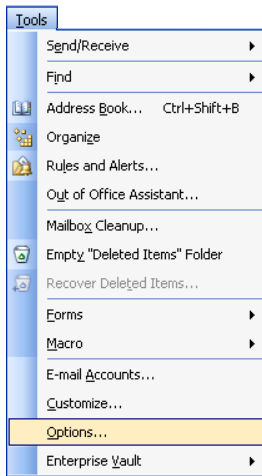 Tools
Send/Receive
Find
Address Book... Ctrl+Shift+B
Organize
Rules and Alerts...
Out of Office Assistant...
Mailbox Cleanup...
Empty "Deleted Items" Folder
Recover Deleted Items...
Forms
Macro
E-mail Accounts...
Customize...
Options...
Enterprise Vault